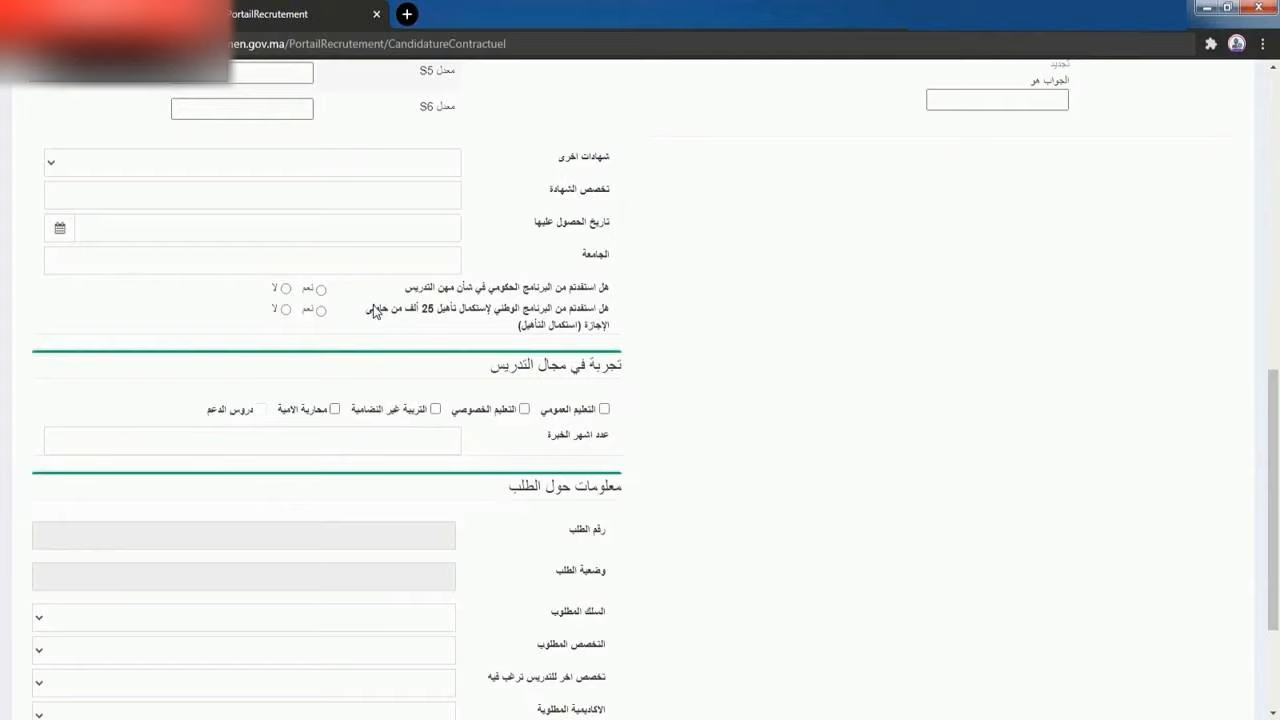 PortailRecrutement
men.gov.ma/PortailRecrutement/CandidatureContractuel
تجديد
الجواب هو
معدل S5
معدل S6
شهادات اخرى
تخصص الشهادة
تاريخ الحصول عليها
الجامعة
هل استفدتم من البرنامج الحكومي في شأن مهن التدريس نعم لا
هل استفدتم من البرنامج الوطني لإستكمال تأهيل 25 ألف من نعم لا
الإجازة (استكمال التأهيل)
تجربة في مجال التدريس
التعليم العمومي التعليم الخصوصي التربية غير النضامية محاربة الامية دروس الدعم
عدد اشهر الخبرة
معلومات حول الطلب
رقم الطلب
وضعية الطلب
السلك المطلوب
التخصص المطلوب
تخصص اخر للتدريس ترغب فيه
الاكاديمية المطلوبة